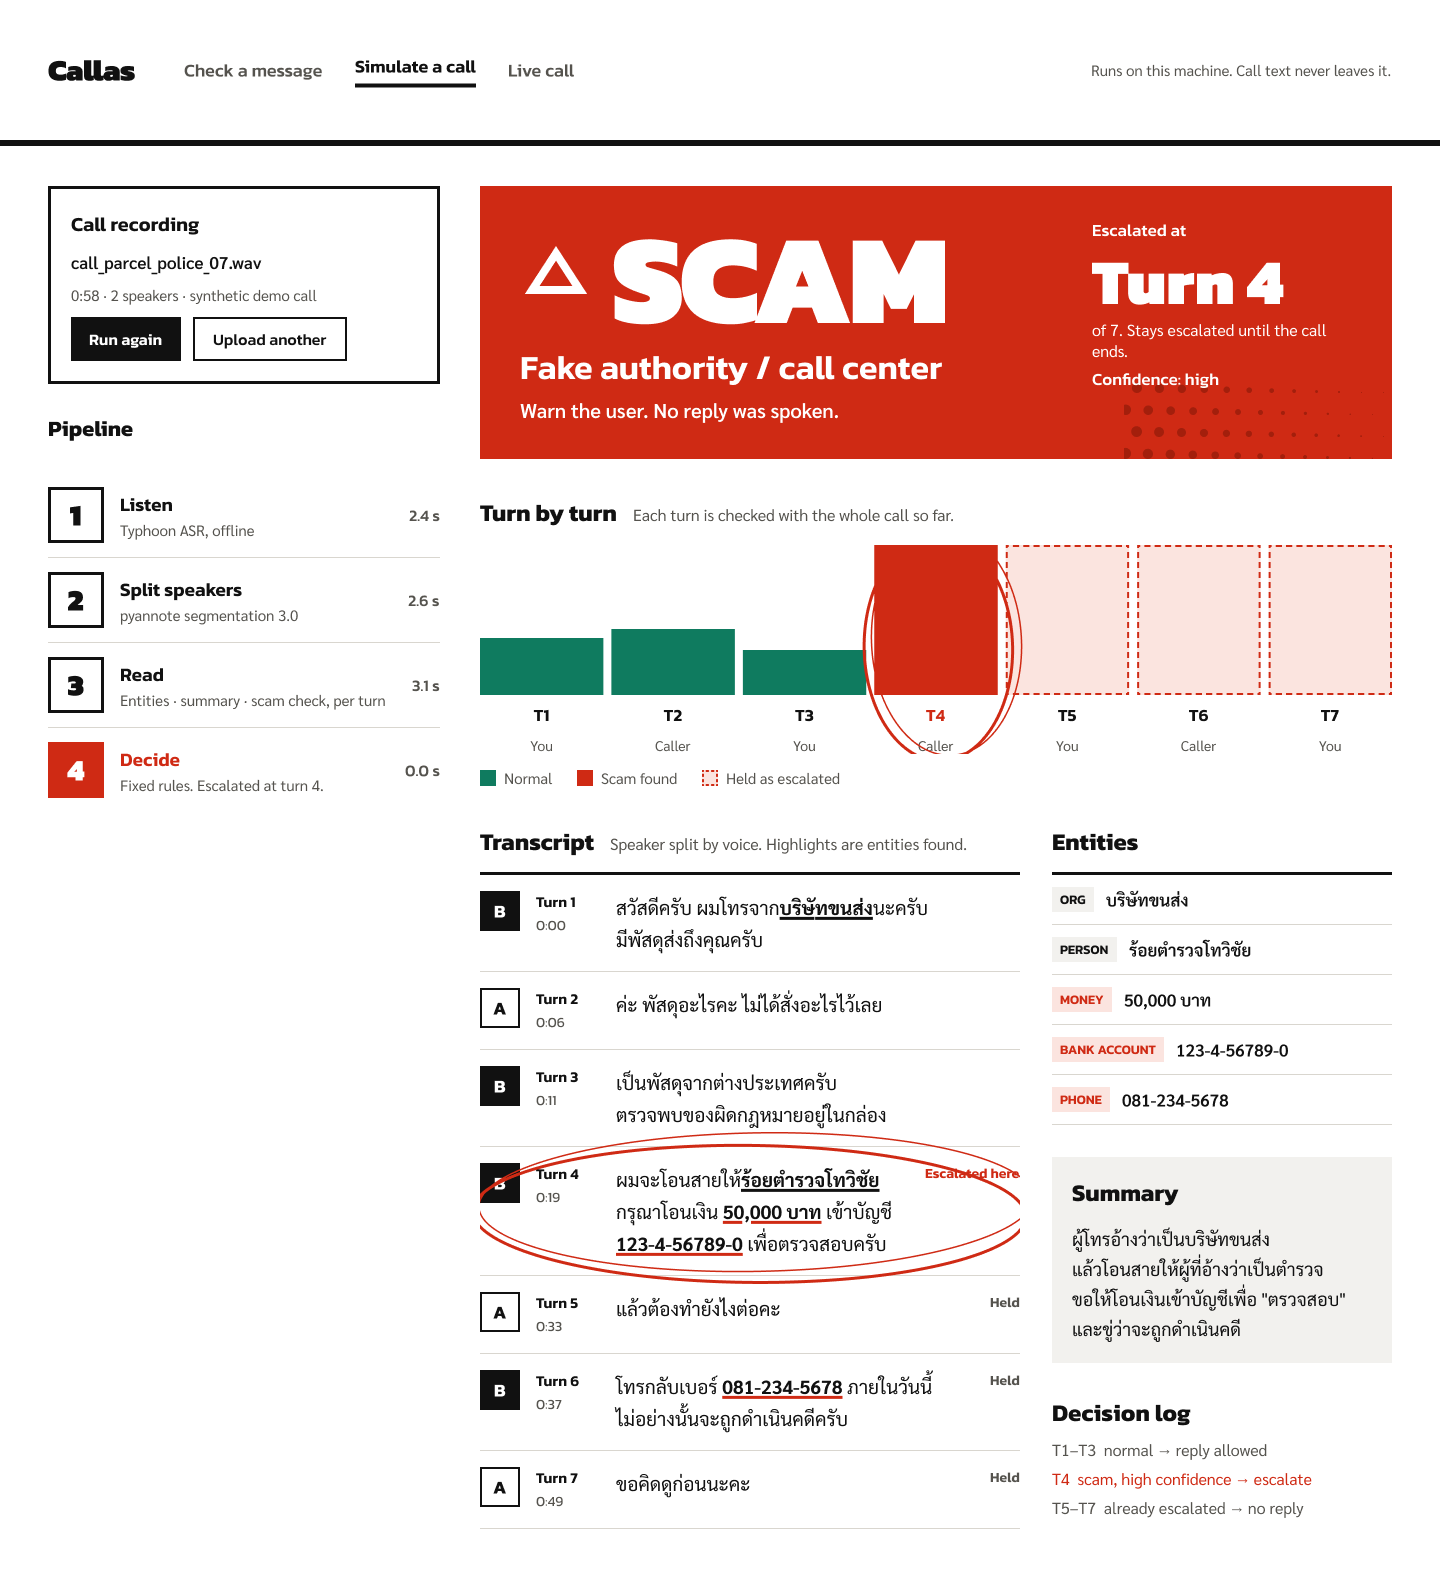 Callas
Check a message
Simulate a call
Live call
Runs on this machine. Call text never leaves it.
Call recording
call_parcel_police_07.wav
0:58 · 2 speakers · synthetic demo call
Run again
Upload another
Pipeline
1
Listen
Typhoon ASR, offline
2.4 s
2
Split speakers
pyannote segmentation 3.0
2.6 s
3
Read
Entities · summary · scam check, per turn
3.1 s
4
Decide
Fixed rules. Escalated at turn 4.
0.0 s
SCAM
Fake authority / call center
Warn the user. No reply was spoken.
Escalated at
Turn 4
of 7. Stays escalated until the call
ends.
Confidence: high
Turn by turn
Each turn is checked with the whole call so far.
T1 T2 T3 T4 T5 T6 T7
You Caller You Caller You Caller You
Normal
Scam found
Held as escalated
Transcript
Speaker split by voice. Highlights are entities found.
B
Turn 1
0:00
สวัสดีครับ ผมโทรจากบริษัทขนส่งนะครับ
มีพัสดุส่งถึงคุณครับ
A
Turn 2
0:06
ค่ะ พัสดุอะไรคะ ไม่ได้สั่งอะไรไว้เลย
B
Turn 3
0:11
เป็นพัสดุจากต่างประเทศครับ
ตรวจพบของผิดกฎหมายอยู่ในกล่อง
B
Turn 4
0:19
ผมจะโอนสายให้ร้อยตำรวจโทวิชัย
กรุณาโอนเงิน 50,000 บาท เข้าบัญชี
123-4-56789-0 เพื่อตรวจสอบครับ
Escalated here
A
Turn 5
0:33
แล้วต้องทำยังไงต่อคะ
Held
B
Turn 6
0:37
โทรกลับเบอร์ 081-234-5678 ภายในวันนี้
ไม่อย่างนั้นจะถูกดำเนินคดีครับ
Held
A
Turn 7
0:49
ขอคิดดูก่อนนะคะ
Held
Entities
ORG บริษัทขนส่ง
PERSON ร้อยตำรวจโทวิชัย
MONEY 50,000 บาท
BANK ACCOUNT 123-4-56789-0
PHONE 081-234-5678
Summary
ผู้โทรอ้างว่าเป็นบริษัทขนส่ง
แล้วโอนสายให้ผู้ที่อ้างว่าเป็นตำรวจ
ขอให้โอนเงินเข้าบัญชีเพื่อ "ตรวจสอบ"
และขู่ว่าจะถูกดำเนินคดี
Decision log
T1–T3 normal → reply allowed
T4 scam, high confidence → escalate
T5–T7 already escalated → no reply